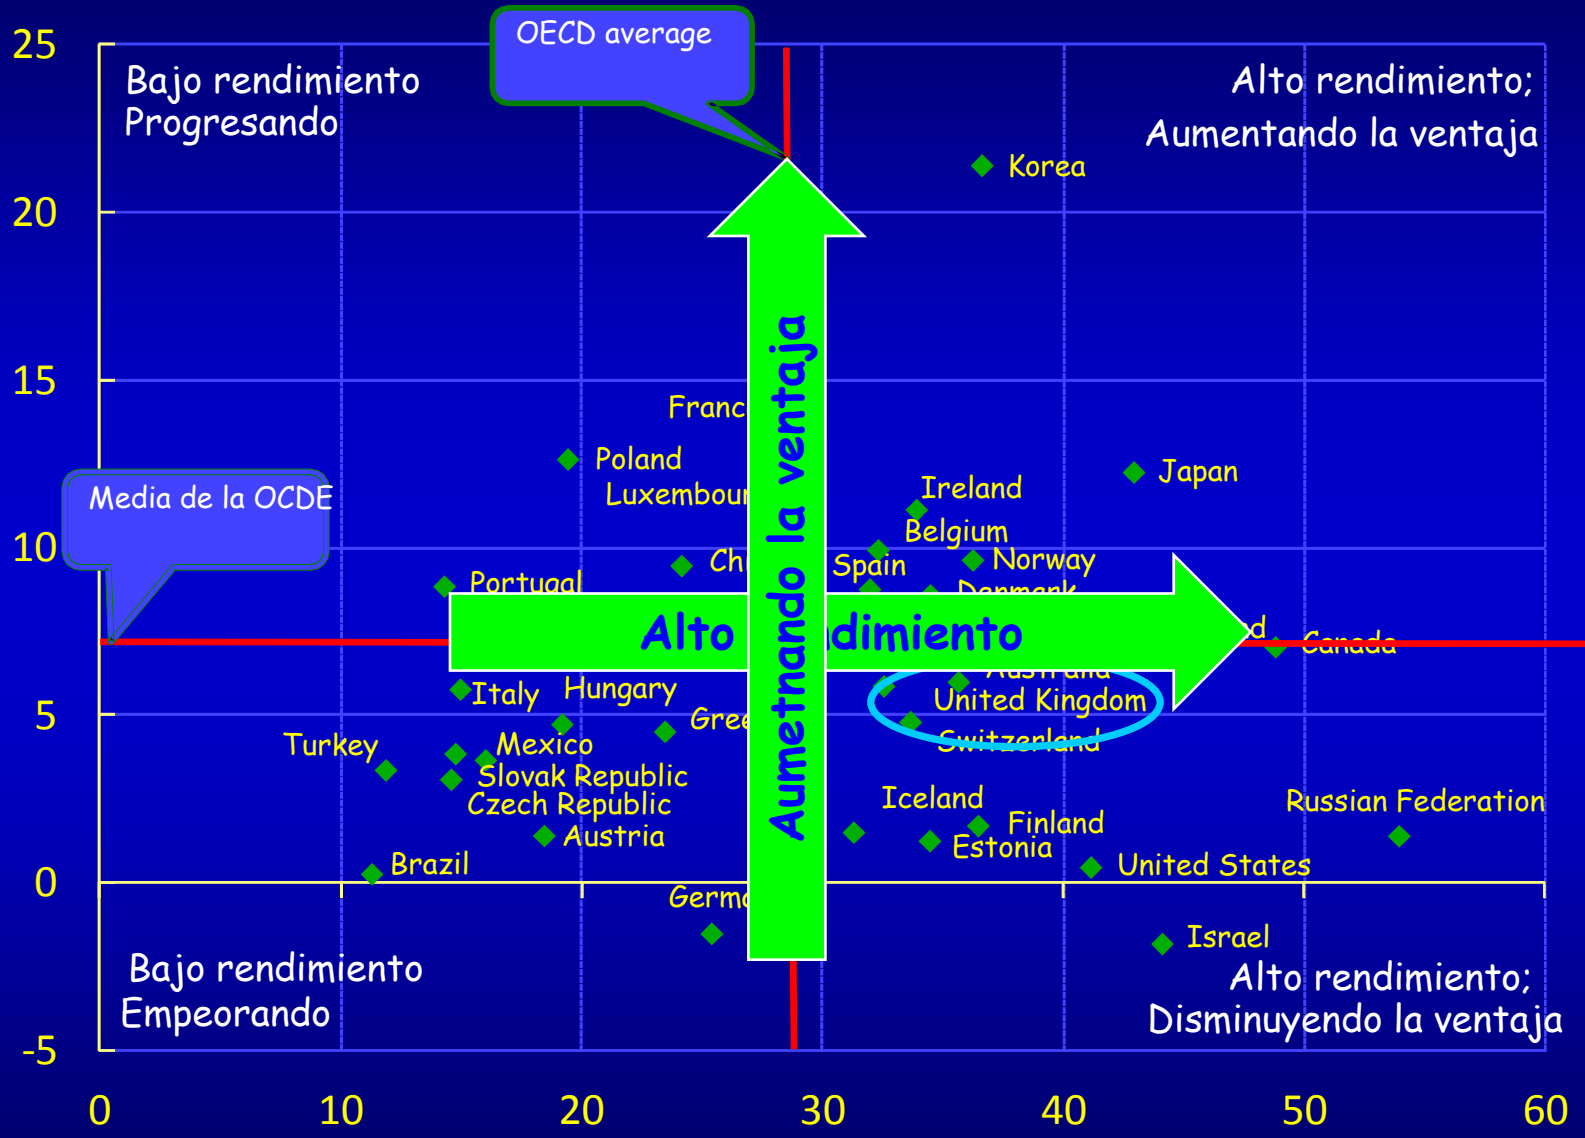 OECD average
25
Bajo rendimiento
Progresando
Alto rendimiento;
Aumentando la ventaja
Korea
20
15
Poland
Japan
Media de la OCDE
Ireland
Belgium
10
Spain
Norway
Portugal
Denmark
Alto
Aumetnando la ventaja
Canada
Australia
Italy
Hungary
United Kingdom
5
Switzerland
Turkey
Mexico
Slovak Republic
Czech Republic
Iceland
Russian Federation
Austria
Finland
Estonia
Brazil
United States
0
Israel
Bajo rendimiento
Empeorando
Alto rendimiento;
Disminuyendo la ventaja
-5
0 10 20 30 40 50 60